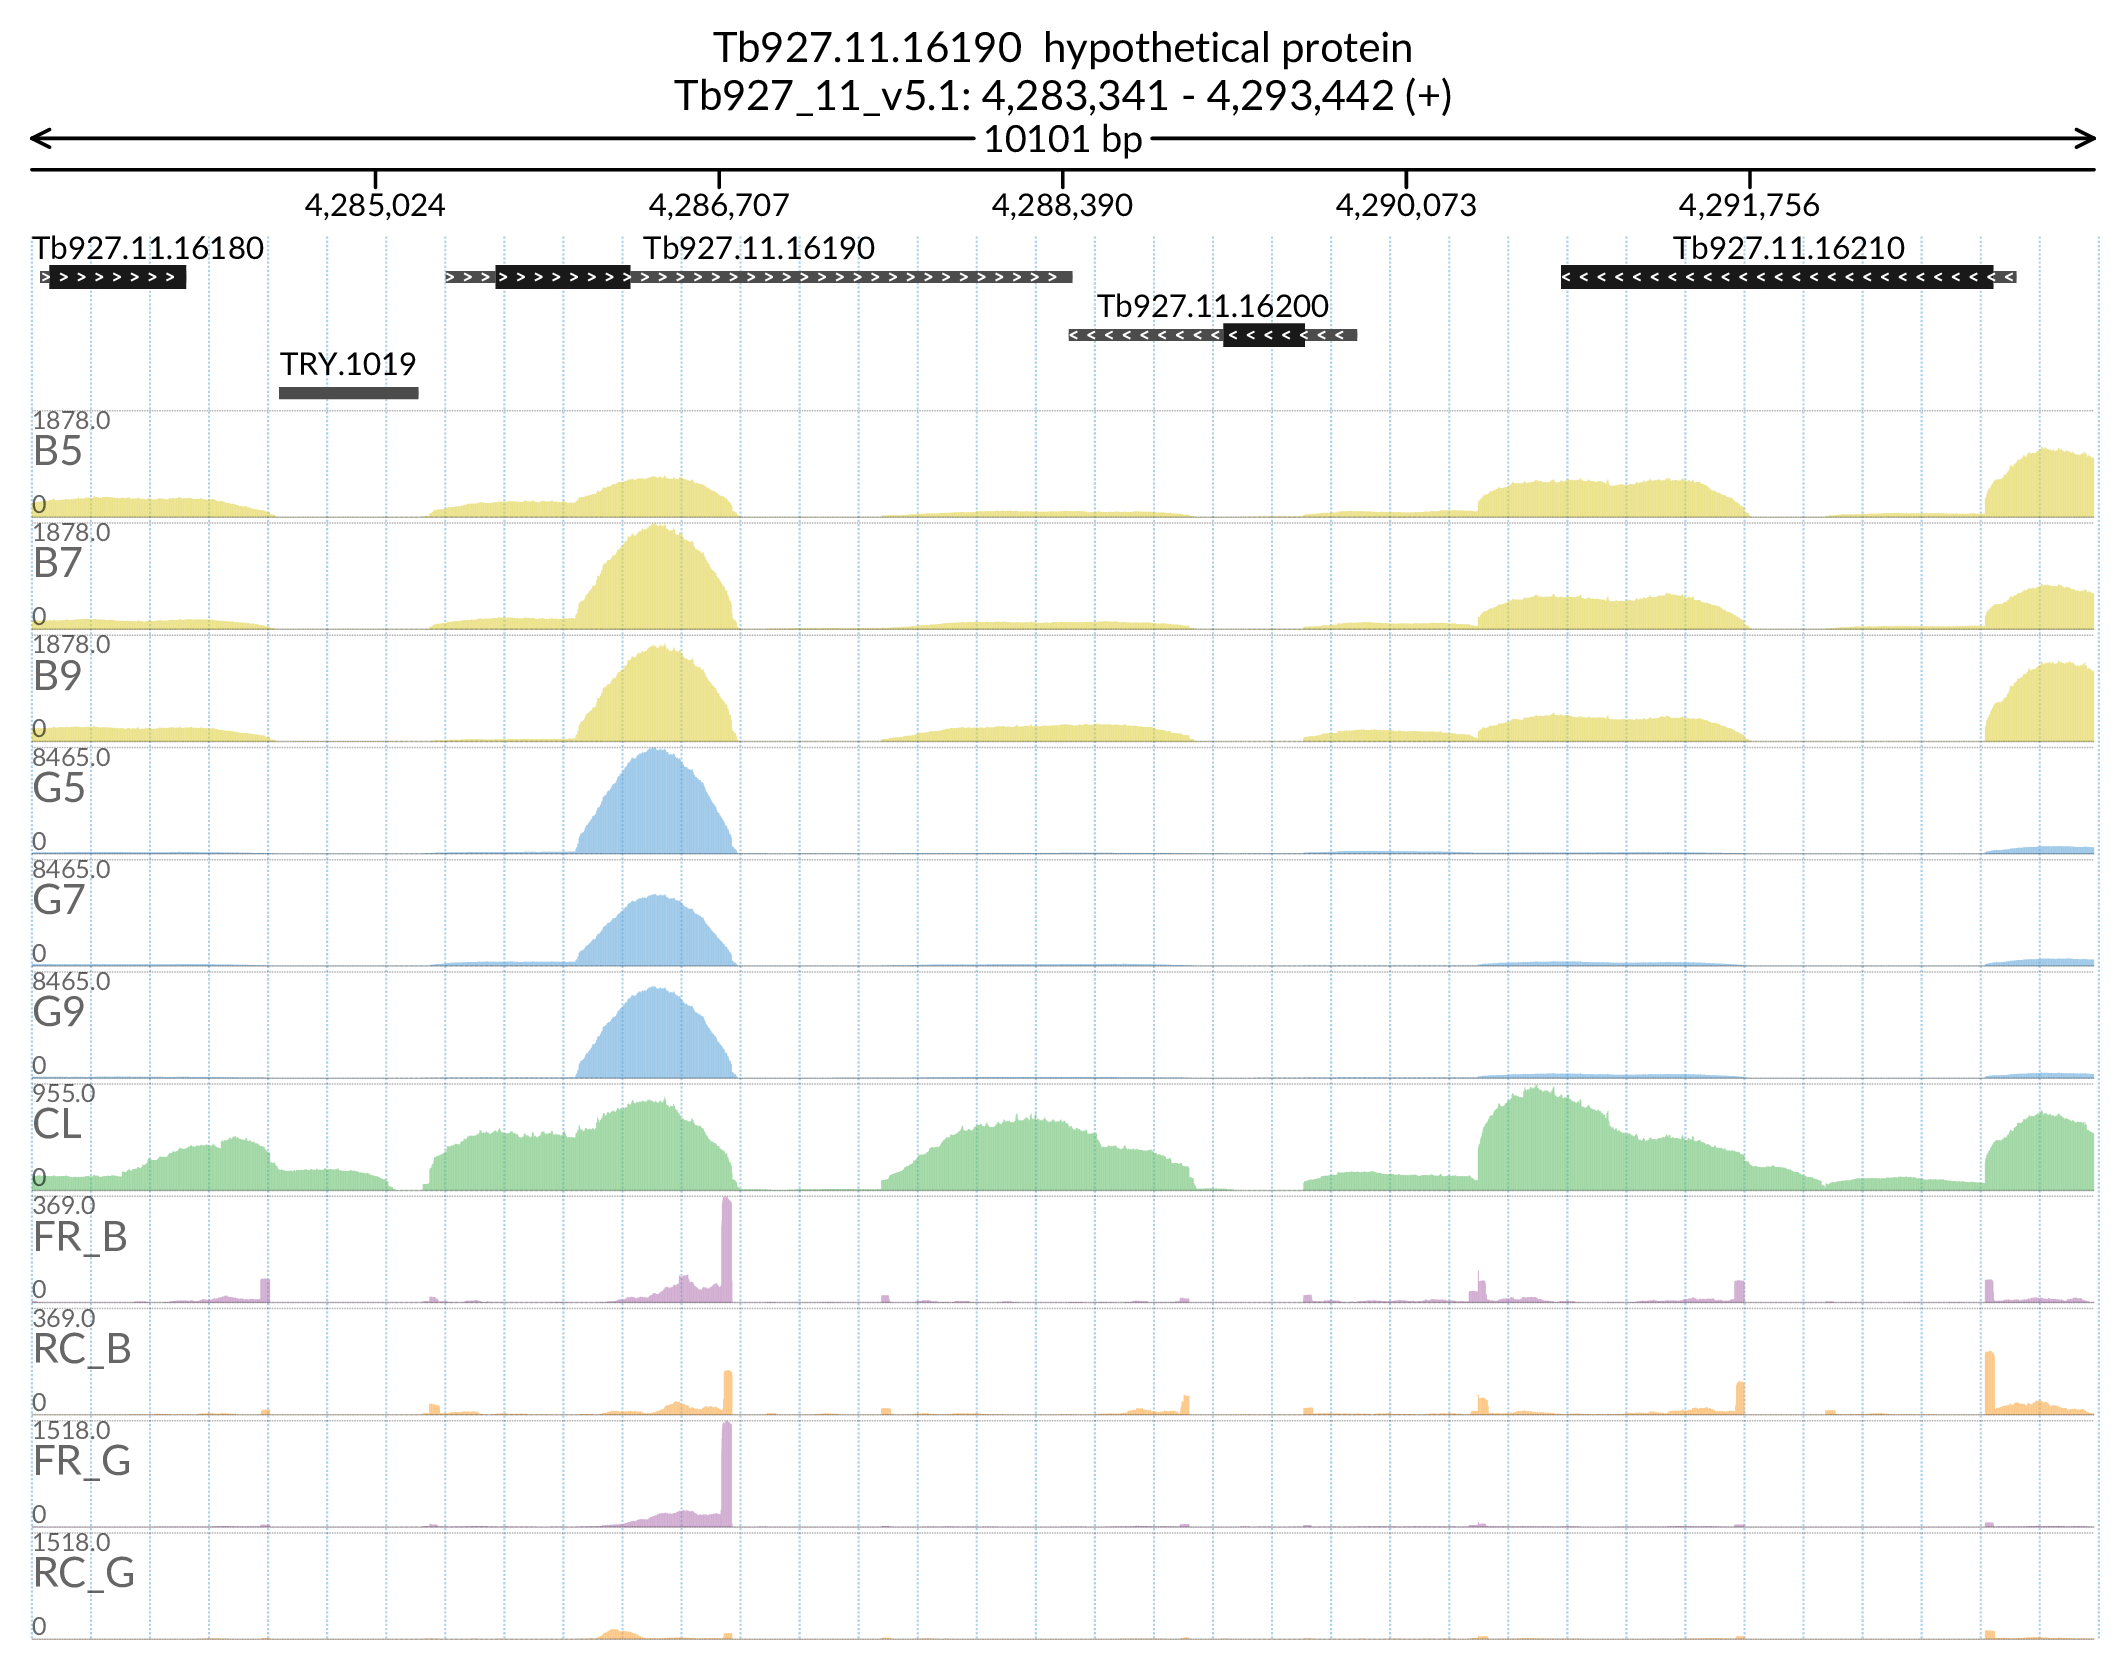 Tb927.11.16190  hypothetical protein
Tb927_11_v5.1: 4,283,341 - 4,293,442 (+)
10101 bp
4,285,024 4,286,707 4,288,390 4,290,073 4,291,756
Tb927.11.16180 Tb927.11.16190 Tb927.11.16210
Tb927.11.16200
TRY.1019
1878.0
B5
0
1878.0
B7
0
1878.0
B9
0
8465.0
G5
0
8465.0
G7
0
8465.0
G9
0
955.0
CL
0
369.0
FR_B
0
369.0
RC_B
0
1518.0
FR_G
0
1518.0
RC_G
0